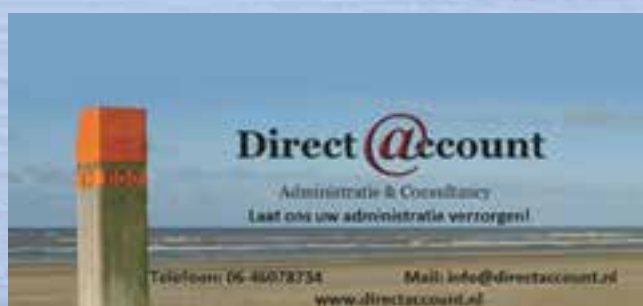 Direct @ccount
Administratie & Consultancy
Laat ons uw administratie verzorgen!
Telefoon: 06-46078734 Mail: info@directaccount.nl
www.directaccount.nl